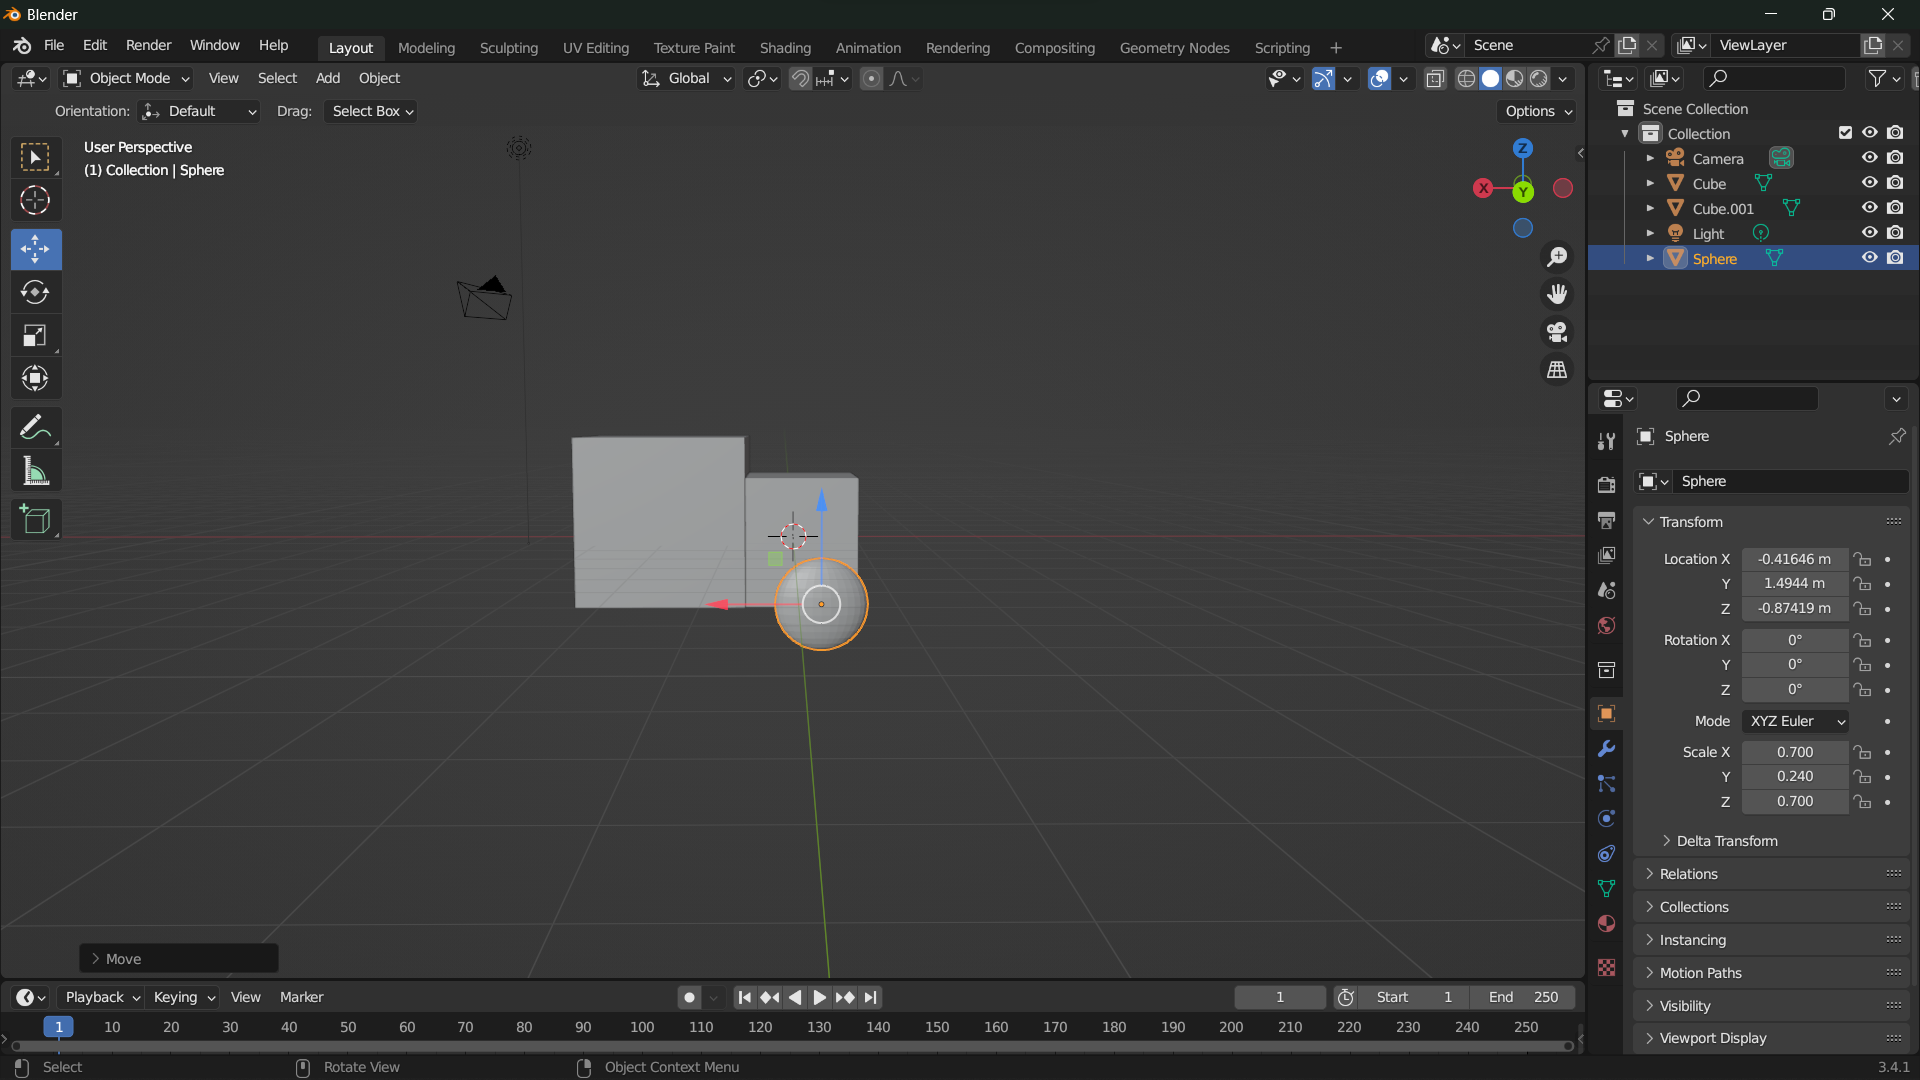 Blender
File Edit Render Window Help Layout Modeling Sculpting UV Editing Texture Paint Shading Animation Rendering Compositing Geometry Nodes Scripting + Scene ViewLayer
Object Mode View Select Add Object Global
Orientation: Default Drag: Select Box Options
User Perspective
(1) Collection | Sphere
Z
X
Y
Scene Collection
Collection
Camera
Cube
Cube.001
Light
Sphere
Sphere
Sphere
Transform
Location X -0.41646 m
Y 1.4944 m
Z -0.87419 m
Rotation X 0°
Y 0°
Z 0°
Mode XYZ Euler
Scale X 0.700
Y 0.240
Z 0.700
Delta Transform
Relations
Collections
Instancing
Motion Paths
Visibility
Viewport Display
Move
Playback Keying View Marker 1 Start 1 End 250
1 10 20 30 40 50 60 70 80 90 100 110 120 130 140 150 160 170 180 190 200 210 220 230 240 250
Select Rotate View Object Context Menu 3.4.1